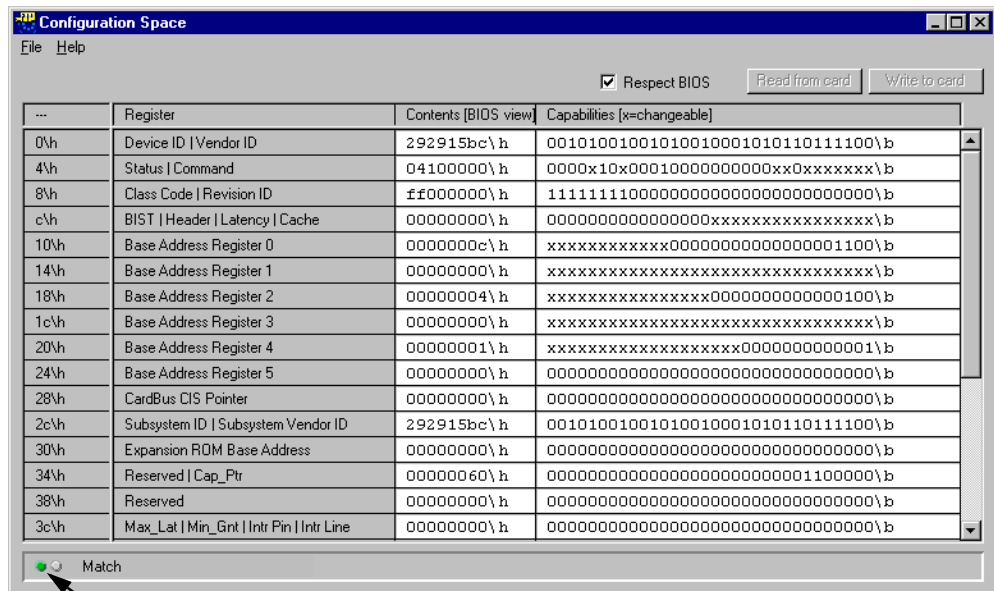 Configuration Space
File Help
Respect BIOS Read from card Write to card
--- Register Contents [BIOS view] Capabilities [x=changeable]
0\h Device ID | Vendor ID 292915bc\h 00101001001010010001010110111100\b
4\h Status | Command 04100000\h 0000x10x00010000000000xx0xxxxxxx\b
8\h Class Code | Revision ID ff000000\h 11111111000000000000000000000000\b
c\h BIST | Header | Latency | Cache 00000000\h 0000000000000000xxxxxxxxxxxxxxxx\b
10\h Base Address Register 0 0000000c\h xxxxxxxxxxxx00000000000000001100\b
14\h Base Address Register 1 00000000\h xxxxxxxxxxxxxxxxxxxxxxxxxxxxxxxx\b
18\h Base Address Register 2 00000004\h xxxxxxxxxxxxxxxx0000000000000100\b
1c\h Base Address Register 3 00000000\h xxxxxxxxxxxxxxxxxxxxxxxxxxxxxxxx\b
20\h Base Address Register 4 00000001\h xxxxxxxxxxxxxxxxxxx0000000000001\b
24\h Base Address Register 5 00000000\h 00000000000000000000000000000000\b
28\h CardBus CIS Pointer 00000000\h 00000000000000000000000000000000\b
2c\h Subsystem ID | Subsystem Vendor ID 292915bc\h 00101001001010010001010110111100\b
30\h Expansion ROM Base Address 00000000\h 00000000000000000000000000000000\b
34\h Reserved | Cap_Ptr 00000060\h 00000000000000000000000001100000\b
38\h Reserved 00000000\h 00000000000000000000000000000000\b
3c\h Max_Lat | Min_Gnt | Intr Pin | Intr Line 00000000\h 00000000000000000000000000000000\b
Match